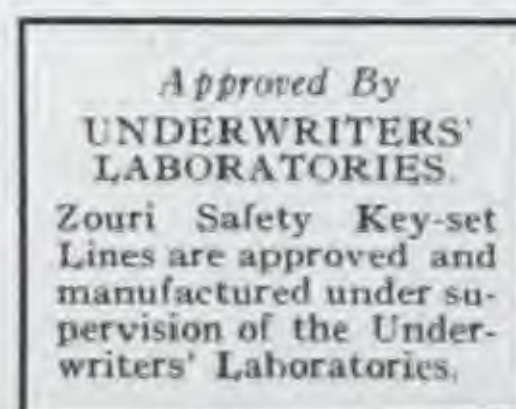 Approved By
UNDERWRITERS'
LABORATORIES.
Zouri Safety Key-set
Lines are approved and
manufactured under su-
pervision of the Under-
writers' Laboratories.